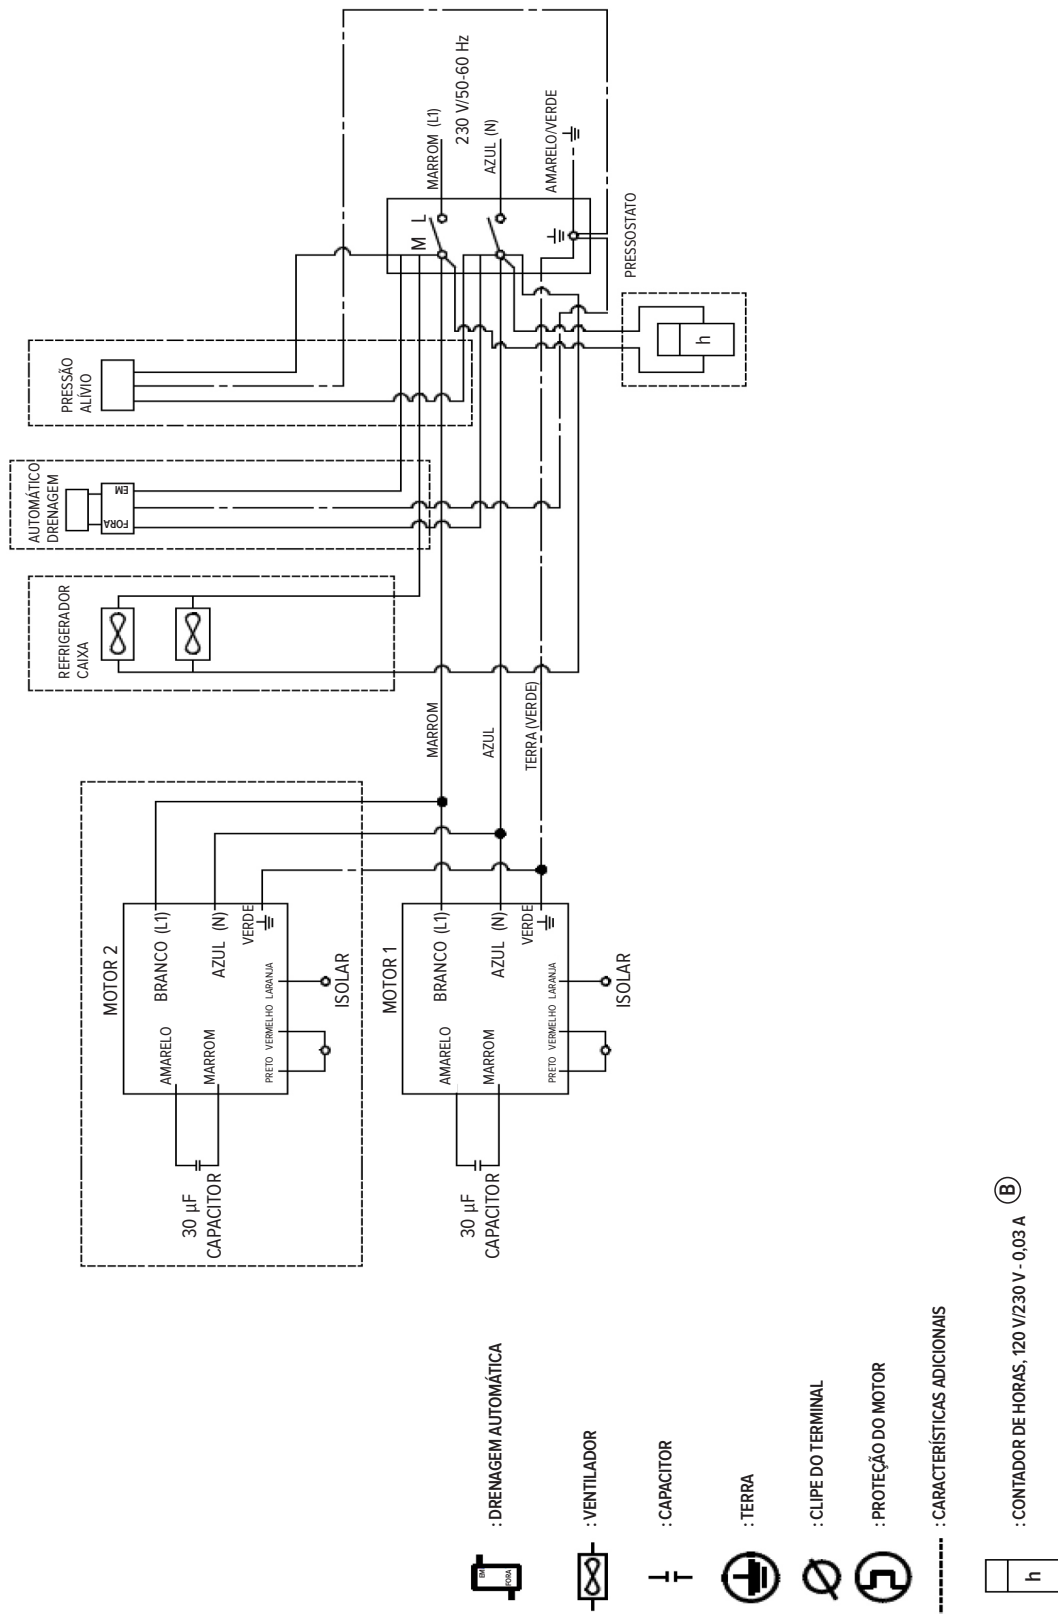 MARROM (L1)
230 V/50-60 Hz
AZUL (N)
AMARELO/VERDE
M L
PRESSOSTATO
h
PRESSÃO
ALÍVIO
AUTOMÁTICO
DRENAGEM
EM
FORA
REFRIGERADOR
CAIXA
MARROM
AZUL
TERRA (VERDE)
MOTOR 2
BRANCO (L1)
AZUL (N)
VERDE
AMARELO
MARROM
PRETO VERMELHO LARANJA
ISOLAR
30 µF
CAPACITOR
MOTOR 1
BRANCO (L1)
AZUL (N)
VERDE
AMARELO
MARROM
PRETO VERMELHO LARANJA
ISOLAR
30 µF
CAPACITOR
EM
FORA
: DRENAGEM AUTOMÁTICA
: VENTILADOR
: CAPACITOR
: TERRA
: CLIPE DO TERMINAL
: PROTEÇÃO DO MOTOR
: CARACTERÍSTICAS ADICIONAIS
h
: CONTADOR DE HORAS, 120 V/230 V - 0,03 A
B